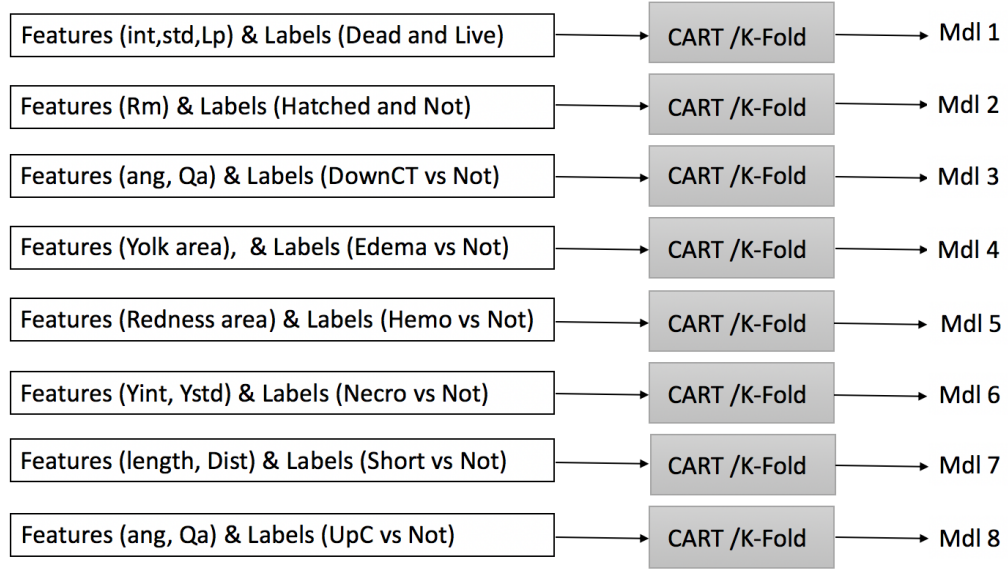 Features (int,std,Lp) & Labels (Dead and Live) CART /K-Fold Mdl 1
Features (Rm) & Labels (Hatched and Not) CART /K-Fold Mdl 2
Features (ang, Qa) & Labels (DownCT vs Not) CART /K-Fold Mdl 3
Features (Yolk area),  & Labels (Edema vs Not) CART /K-Fold Mdl 4
Features (Redness area) & Labels (Hemo vs Not) CART /K-Fold Mdl 5
Features (Yint, Ystd) & Labels (Necro vs Not) CART /K-Fold Mdl 6
Features (length, Dist) & Labels (Short vs Not) CART /K-Fold Mdl 7
Features (ang, Qa) & Labels (UpC vs Not) CART /K-Fold Mdl 8